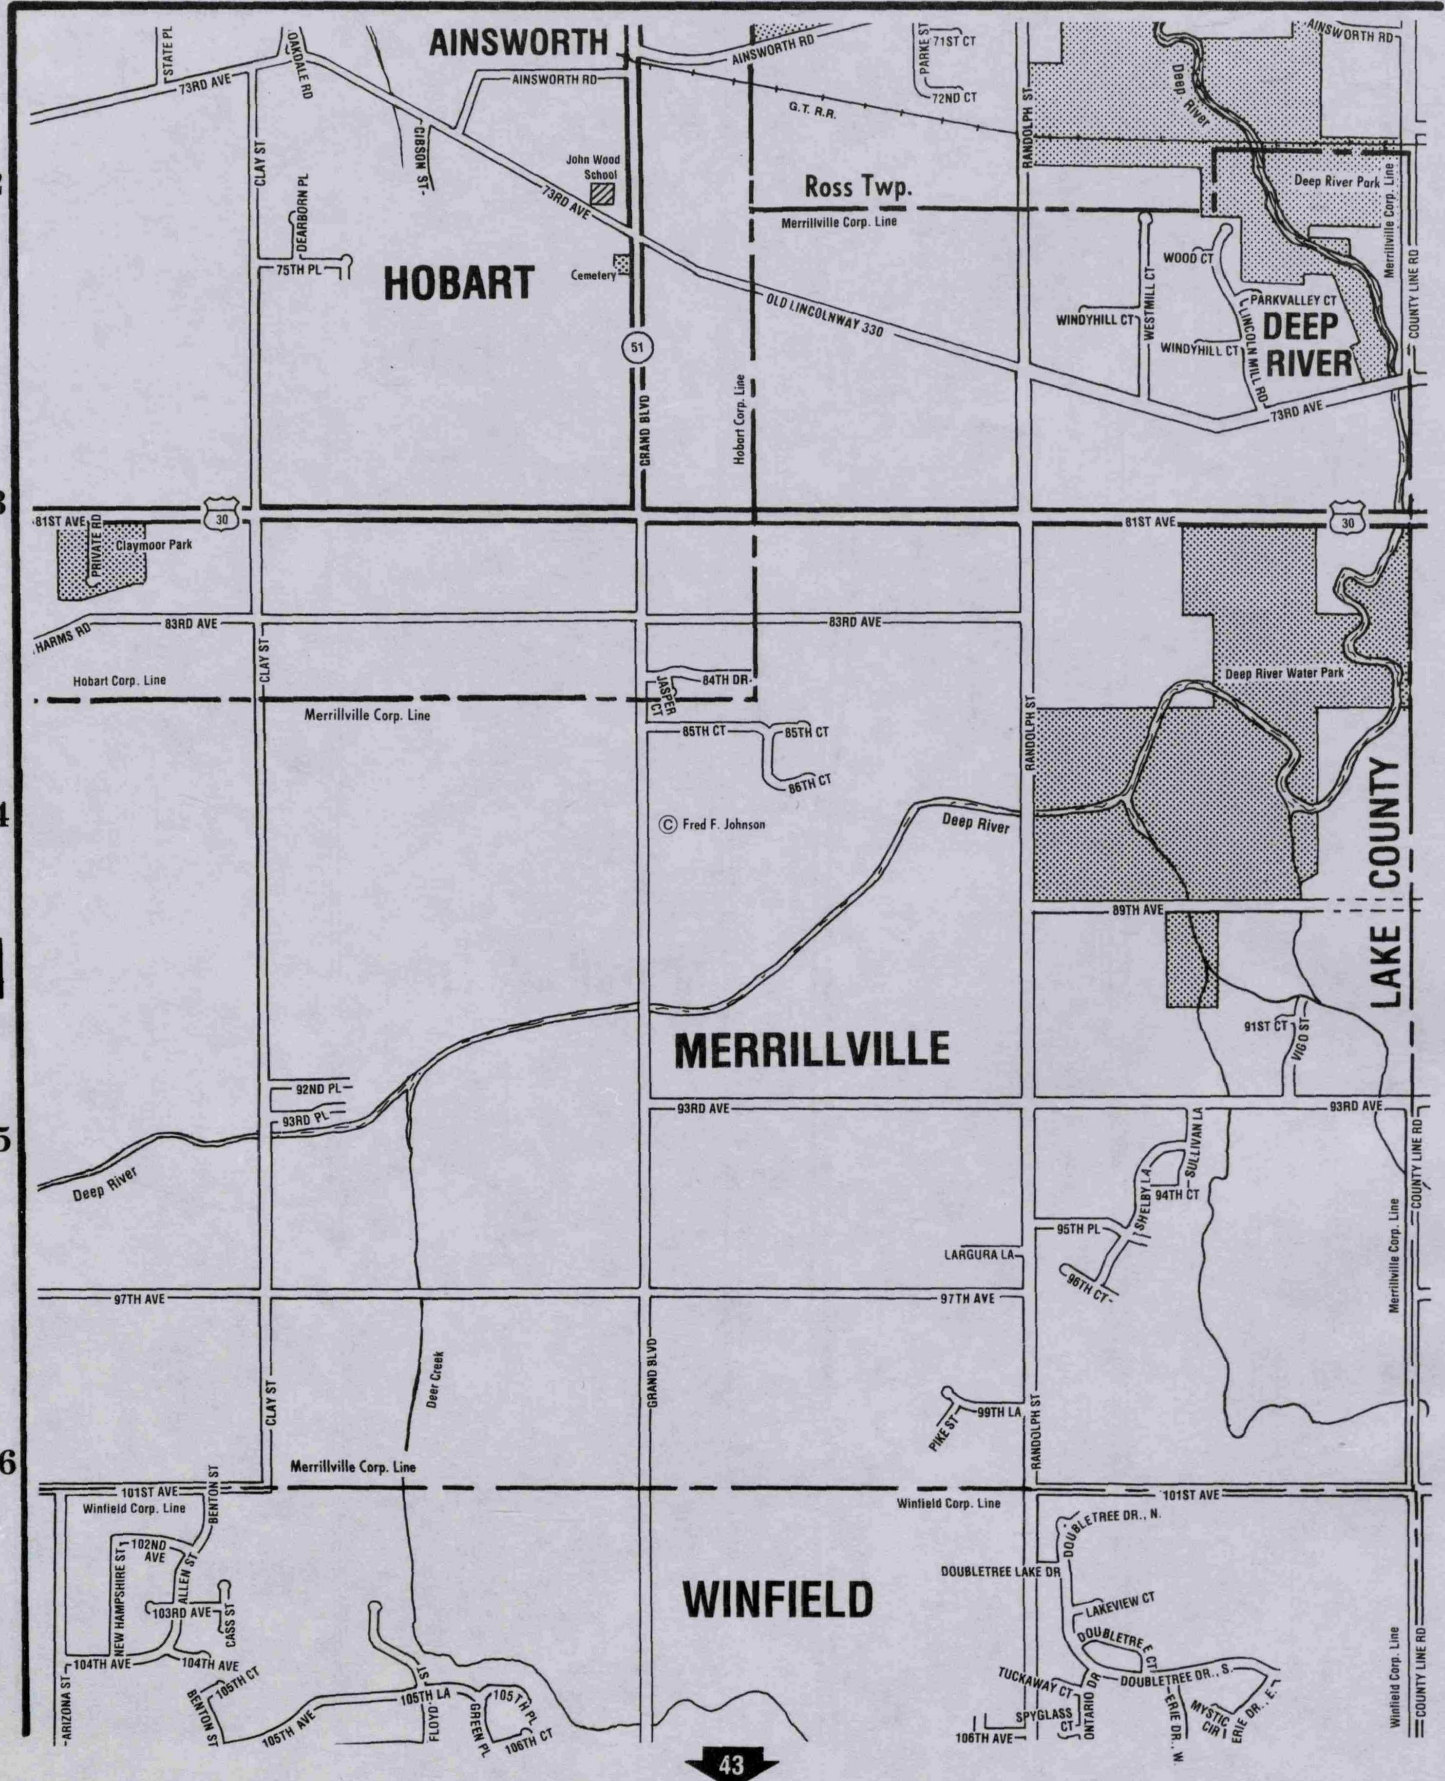 AINSWORTH
STATE PL
OAKDALE RD
73RD AVE
AINSWORTH RD
AINSWORTH RD
PARKE ST
71ST CT
72ND CT
G.T. R.R.
RANDOLPH ST
Deep River
AINSWORTH RD
CLAY ST
GIBSON ST
John Wood
School
73RD AVE
Ross Twp.
Merrillville Corp. Line
Deep River Park
Merrillville Corp. Line
DEARBORN PL
75TH PL
HOBART
Cemetery
51
OLD LINCOLNWAY 330
WOOD CT
WESTMILL CT
WINDYHILL CT
PARKVALLEY CT
DEEP
RIVER
WINDYHILL CT
LINCOLN MILL RD
COUNTY LINE RD
73RD AVE
GRAND BLVD
Hobart Corp. Line
3
81ST AVE
30
81ST AVE
30
PRIVATE RD
Claymoor Park
HARMS RD
83RD AVE
83RD AVE
CLAY ST
Hobart Corp. Line
Merrillville Corp. Line
84TH DR
JASPER
CT
85TH CT
85TH CT
86TH CT
RANDOLPH ST
Deep River Water Park
4
© Fred F. Johnson
Deep River
LAKE COUNTY
89TH AVE
MERRILLVILLE
91ST CT
VIGO ST
92ND PL
93RD PL
93RD AVE
93RD AVE
5
Deep River
SULLIVAN LA
SHELBY LA
94TH CT
95TH PL
96TH CT
LARGURA LA
COUNTY LINE RD
Merrillville Corp. Line
97TH AVE
97TH AVE
CLAY ST
Deer Creek
GRAND BLVD
PIKE ST
99TH LA
RANDOLPH ST
6
Merrillville Corp. Line
101ST AVE
Winfield Corp. Line
BENTON ST
Winfield Corp. Line
101ST AVE
102ND
AVE
NEW HAMPSHIRE ST
ALLEN ST
103RD AVE
CASS ST
104TH AVE
104TH AVE
ARIZONA ST
BENTON ST
105TH CT
105TH AVE
105TH LA
FLOYD ST
GREEN PL
105TH PL
106TH CT
WINFIELD
DOUBLETREE DR., N.
DOUBLETREE LAKE DR
LAKEVIEW CT
DOUBLETREE CT
DOUBLETREE DR., S.
TUCKAWAY CT
SPYGLASS
CT
ONTARIO DR
106TH AVE
ERIE DR., W.
MYSTIC
CIR
ERIE DR., E.
Winfield Corp. Line
COUNTY LINE RD
43